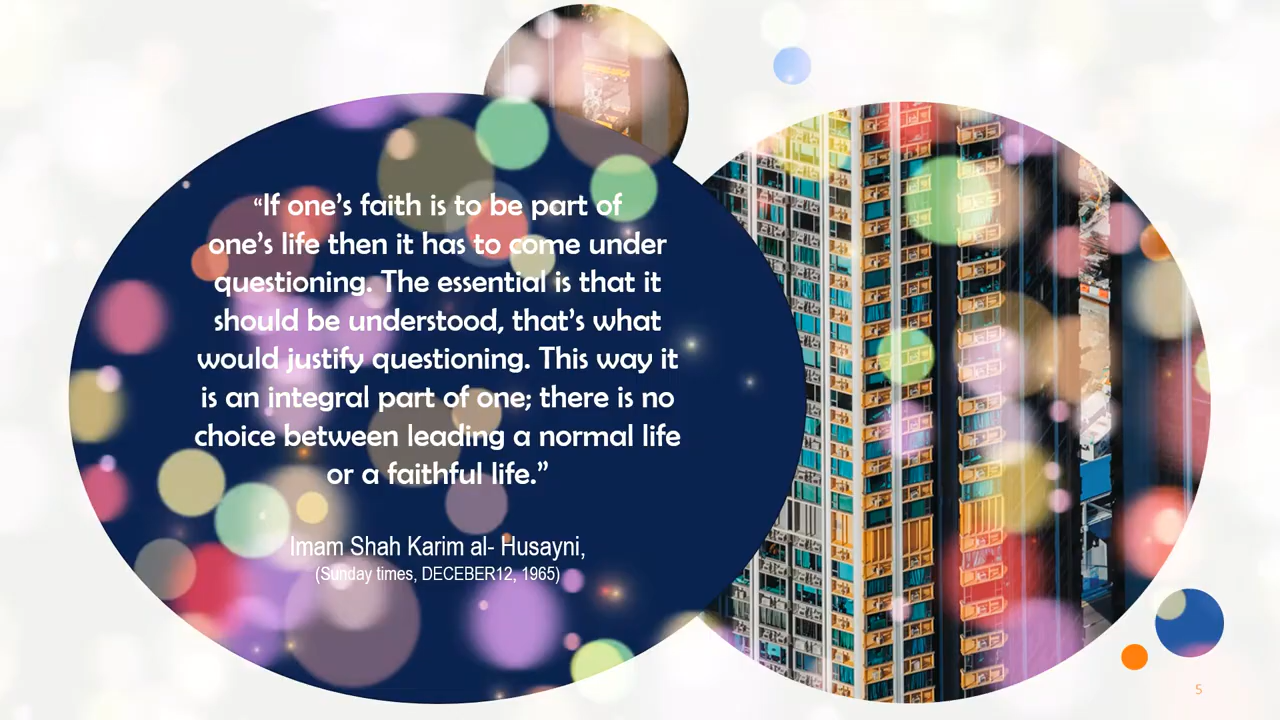 “If one’s faith is to be part of
one’s life then it has to come under
questioning. The essential is that it
should be understood, that’s what
would justify questioning. This way it
is an integral part of one; there is no
choice between leading a normal life
or a faithful life.”
Imam Shah Karim al- Husayni,
(Sunday times, DECEBER12, 1965)
5